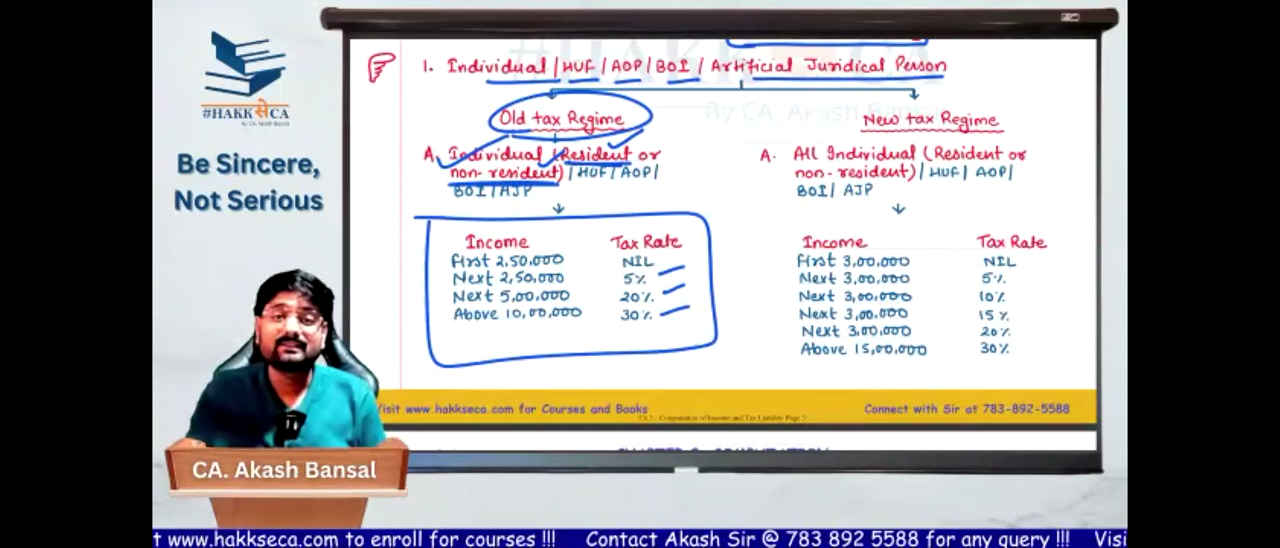 #HAKKसेCA
By CA. Akash Bansal
Be Sincere,
Not Serious
CA. Akash Bansal
1. Individual / HUF / AOP / BOI / Artificial Juridical Person
Old tax Regime
A. Individual (Resident or
non-resident) / HUF / AOP /
BOI / AJP
Income Tax Rate
First 2,50,000 NIL
Next 2,50,000 5%
Next 5,00,000 20%
Above 10,00,000 30%
New tax Regime
A. All Individual (Resident or
non-resident) / HUF / AOP /
BOI / AJP
Income Tax Rate
First 3,00,000 NIL
Next 3,00,000 5%
Next 3,00,000 10%
Next 3,00,000 15%
Next 3,00,000 20%
Above 15,00,000 30%
isit www.hakkseca.com for Courses and Books
Connect with Sir at 783-892-5588
t www.hakkseca.com to enroll for courses !!! Contact Akash Sir @ 783 892 5588 for any query !!! Visi